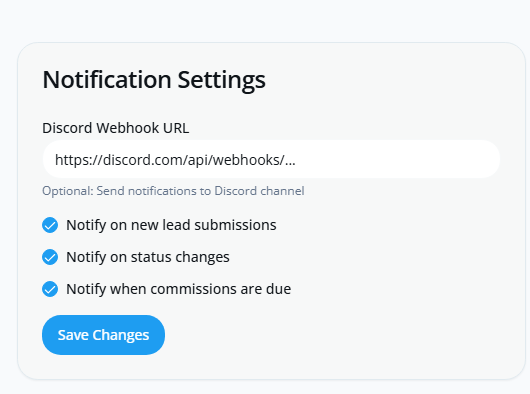 Notification Settings
Discord Webhook URL
https://discord.com/api/webhooks/...
Optional: Send notifications to Discord channel
Notify on new lead submissions
Notify on status changes
Notify when commissions are due
Save Changes